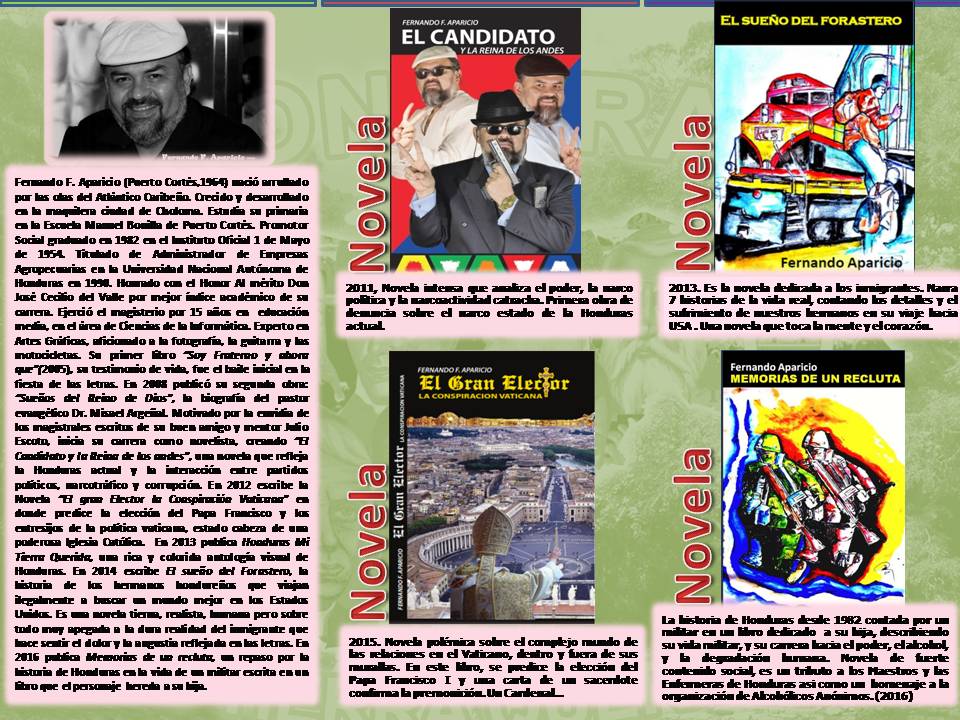 Fernando F. Aparicio
Fernando F. Aparicio (Puerto Cortès,1964) nació arrullado
por las olas del Atlántico Caribeño. Crecido y desarrollado
en la maquilera ciudad de Choloma. Estudia su primaria
en la Escuela Manuel Bonilla de Puerto Cortés. Promotor
Social graduado en 1982 en el Instituto Oficial 1 de Mayo
de 1954. Titulado de Administrador de Empresas
Agropecuarias en la Universidad Nacional Autónoma de
Honduras en 1990. Honrado con el Honor Al mérito Don
José Cecilio del Valle por mejor índice académico de su
carrera. Ejerció el magisterio por 15 años en educación
media, en el área de Ciencias de la Informática. Experto en
Artes Gráficas, aficionado a la fotografía, la guitarra y las
motocicletas. Su primer libro “Soy Fraterno y ahora
que”(2005), su testimonio de vida, fue el baile inicial en la
fiesta de las letras. En 2008 publicó su segunda obra:
“Sueños del Reino de Dios”, la biografía del pastor
evangélico Dr. Misael Argeñal. Motivado por la envidia de
los magistrales escritos de su buen amigo y mentor Julio
Escoto, inicia su carrera como novelista, creando “El
Candidato y la Reina de los andes”, una novela que refleja
la Honduras actual y la interacción entre partidos
políticos, narcotráfico y corrupción. En 2012 escribe la
Novela “El gran Elector la Conspiración Vaticana” en
donde predice la elección del Papa Francisco y los
entresijos de la política vaticana, estado cabeza de una
poderosa Iglesia Católica. En 2013 publica Honduras Mi
Tierra Querida, una rica y colorida antología visual de
Honduras. En 2014 escribe El sueño del Forastero, la
historia de los hermanos hondureños que viajan
ilegalmente a buscar un mundo mejor en los Estados
Unidos. Es una novela tierna, realista, humana pero sobre
todo muy apegada a la dura realidad del inmigrante que
hace sentir el dolor y la angustia reflejada en las letras. En
2016 publica Memorias de un recluta, un repaso por la
historia de Honduras en la vida de un militar escrita en un
libro que el personaje hereda a su hija.
FERNANDO F. APARICIO
EL CANDIDATO
Y LA REINA DE LOS ANDES
Novela
2011, Novela intensa que analiza el poder, la narco
política y la narcoactividad catracha. Primera obra de
denuncia sobre el narco estado de la Honduras
actual.
EL SUEÑO DEL FORASTERO
KCS
Fernando Aparicio
Novela
2013. Es la novela dedicada a los inmigrantes. Narra
7 historias de la vida real, contando los detalles y el
sufrimiento de nuestros hermanos en su viaje hacia
USA . Una novela que toca la mente y el corazón.
FERNANDO F. APARICIO
El Gran Elector
LA CONSPIRACION VATICANA
FERNANDO F. APARICIO El Gran Elector LA CONSPIRACION VATICANA
Novela
2015. Novela polémica sobre el complejo mundo de
las relaciones en el Vaticano, dentro y fuera de sus
murallas. En este libro, se predice la elección del
Papa Francisco I y una carta de un sacerdote
confirma la premonición. Un Cardenal...
Fernando Aparicio
MEMORIAS DE UN RECLUTA
Novela
La historia de Honduras desde 1982 contada por un
militar en un libro dedicado a su hija, describiendo
su vida militar, y su carrera hacia el poder, el alcohol,
y la degradación humana. Novela de fuerte
contenido social, es un tributo a los Maestros y las
Enfermeras de Honduras así como un homenaje a la
organización de Alcohólicos Anónimos. (2016)